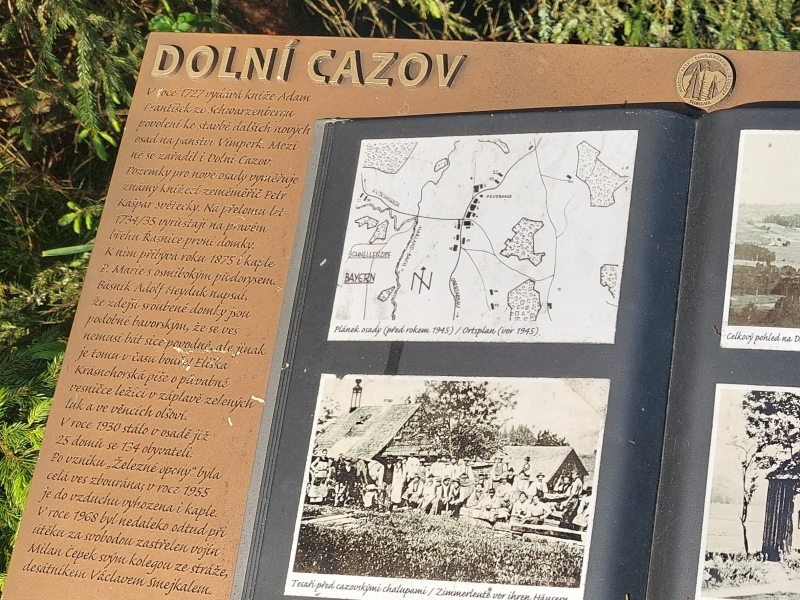 DOLNÍ CAZOV
V roce 1727 vydává kníže Adam
František ze Schwarzenbergu
povolení ke stavbě dalších nových
osad na panství Vimperk. Mezi
ně se zařadil i Dolní Cazov.
Pozemky pro nové osady vyměřuje
známý knížecí zeměměřič Petr
Kašpar Světecký. Na přelomu let
1734/35 vyrůstají na pravém
břehu Řasnice první domky.
K nim přibývá roku 1875 i kaple
P. Marie s osmibokým půdorysem.
Básník Adolf Heyduk napsal,
že zdejší sroubené domky jsou
podobné bavorským, že se ves
nemusí bát sice povodně, ale jinak
je tomu v času bouře! Eliška
Krásnohorská píše o půvabné
vesničce ležící v záplavě zelených
luk a ve věncích olšoví.
V roce 1930 stálo v osadě již
25 domů se 134 obyvateli.
Po vzniku „Železné opony" byla
celá ves zbourána; v roce 1955
je do vzduchu vyhozena i kaple.
V roce 1968 byl nedaleko odtud při
útěku za svobodou zastřelen vojín
Milan Čepek svým kolegou ze stráže,
desátníkem Václavem Smejkalem.
SCHNELLENZIPF
BAYERN
Plánek osady (před rokem 1945) / Ortsplan (vor 1945)
Tesaři před cazovskými chalupami / Zimmerleute vor ihren Häusern
Celkový pohled na D